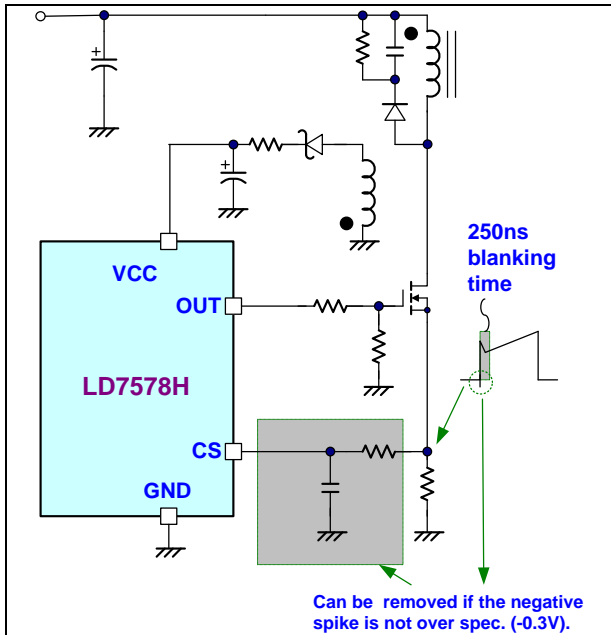 +
+
250ns
blanking
time
VCC
OUT
LD7578H
CS
GND
Can be removed if the negative
spike is not over spec. (-0.3V).